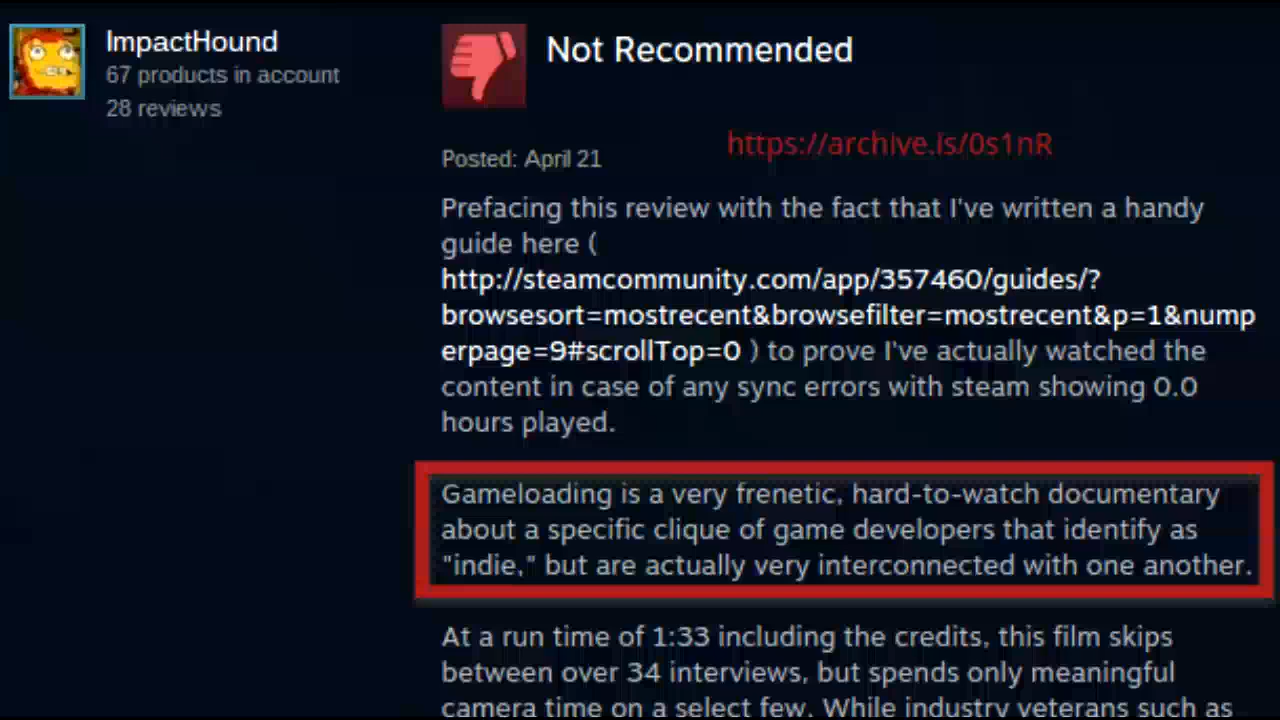 ImpactHound
67 products in account
28 reviews
Not Recommended
https://archive.is/0s1nR
Posted: April 21
Prefacing this review with the fact that I've written a handy
guide here (
http://steamcommunity.com/app/357460/guides/?
browsesort=mostrecent&browsefilter=mostrecent&p=1&nump
erpage=9#scrollTop=0 ) to prove I've actually watched the
content in case of any sync errors with steam showing 0.0
hours played.
Gameloading is a very frenetic, hard-to-watch documentary
about a specific clique of game developers that identify as
"indie," but are actually very interconnected with one another.
At a run time of 1:33 including the credits, this film skips
between over 34 interviews, but spends only meaningful
camera time on a select few. While industry veterans such as